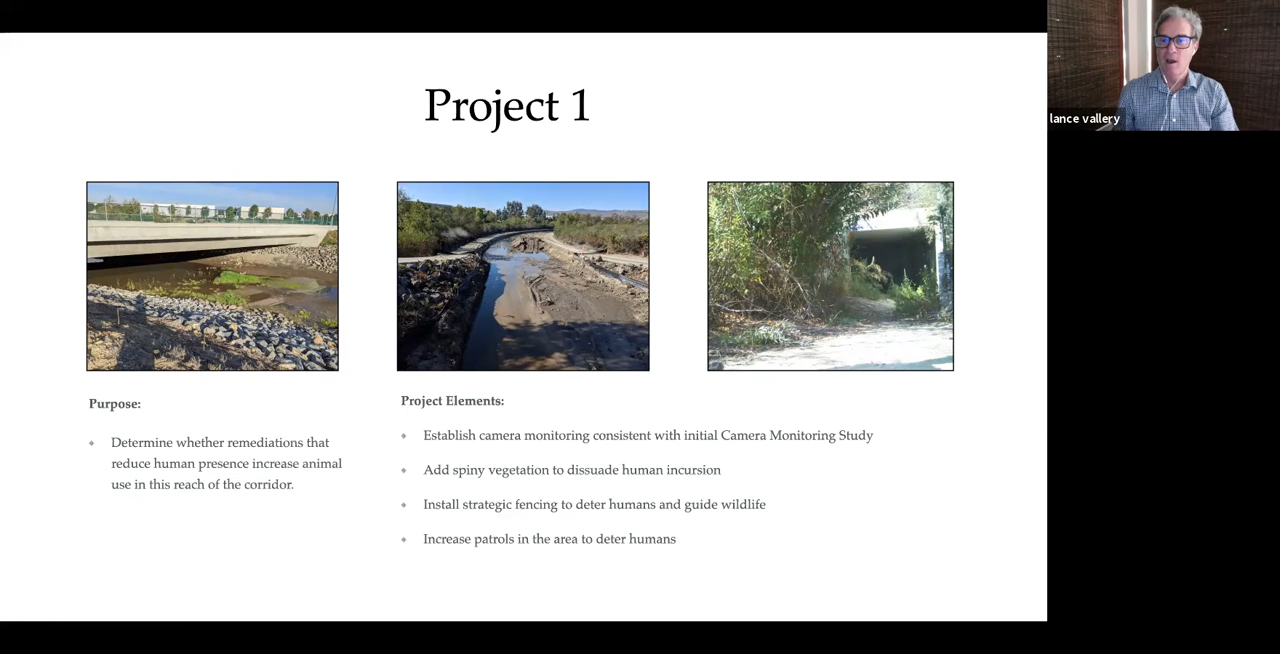 Project 1
lance vallery
Purpose:
Determine whether remediations that
reduce human presence increase animal
use in this reach of the corridor.
Project Elements:
Establish camera monitoring consistent with initial Camera Monitoring Study
Add spiny vegetation to dissuade human incursion
Install strategic fencing to deter humans and guide wildlife
Increase patrols in the area to deter humans